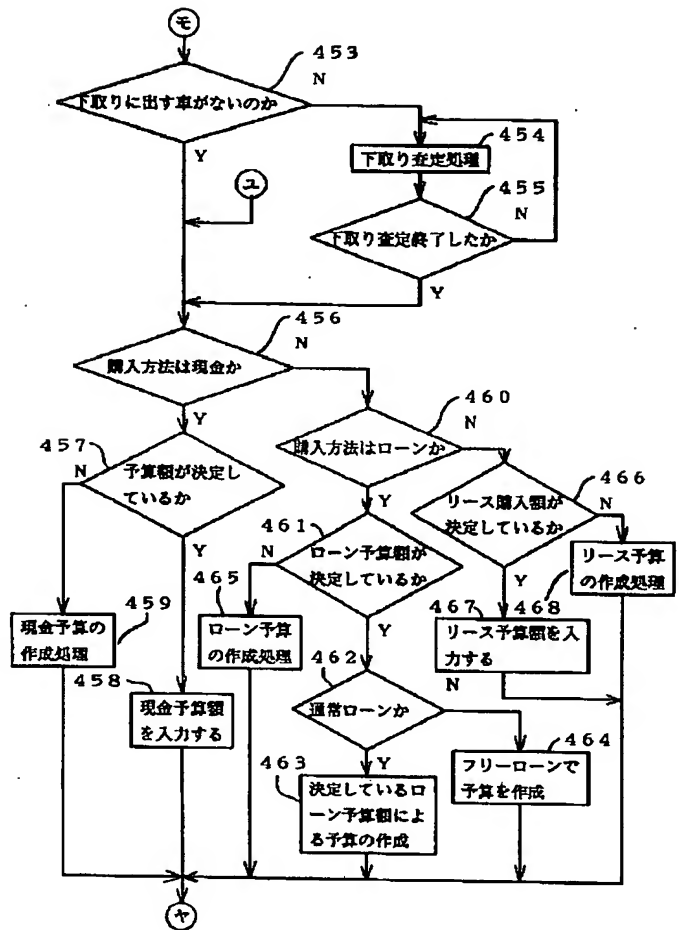 モ
453
N
下取りに出す車がないのか
Y
454
下取り査定処理
455
N
下取り査定終了したか
Y
ユ
456
N
購入方法は現金か
Y
457
N
予算額が決定し
ているか
Y
459
現金予算の
作成処理
458
現金予算額
を入力する
460
N
購入方法はローンか
Y
461
N
ローン予算額が
決定しているか
Y
465
ローン予算
の作成処理
462
N
通常ローンか
Y
463
決定しているロ
ーン予算額によ
る予算の作成
464
フリーローンで
予算を作成
466
N
リース購入額が
決定しているか
Y
467
リース予算額を入
力する
468
リース予算
の作成処理
ヤ